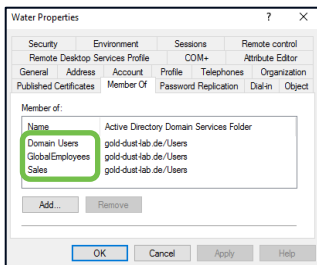 Water Properties ? ✕
Security Environment Sessions Remote control
Remote Desktop Services Profile COM+ Attribute Editor
General Address Account Profile Telephones Organization
Published Certificates Member Of Password Replication Dial-in Object
Member of:
Name Active Directory Domain Services Folder
Domain Users gold-dust-lab.de/Users
GlobalEmployees gold-dust-lab.de/Users
Sales gold-dust-lab.de/Users
Add... Remove
OK Cancel Apply Help